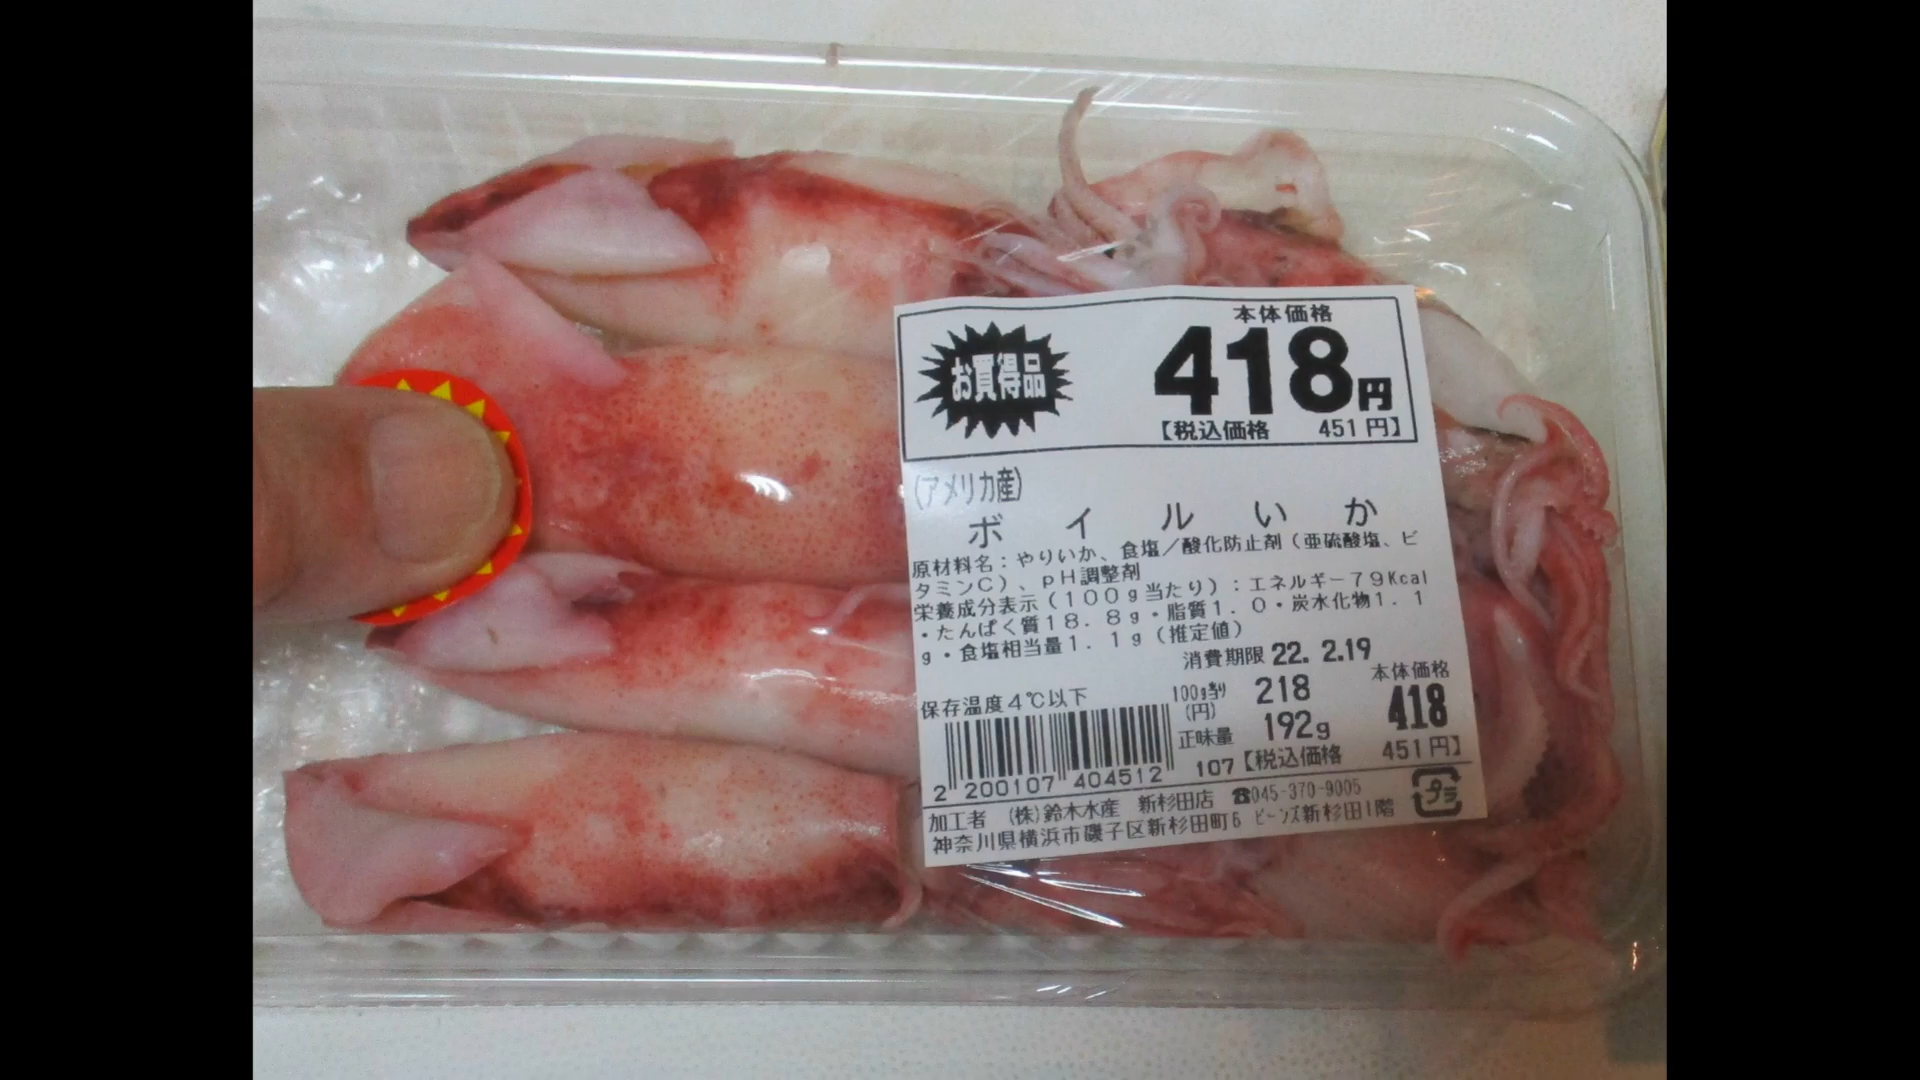 本体価格
お買得品
418円
【税込価格 451円】
(アメリカ産)
ボイルいか
原材料名：やりいか、食塩／酸化防止剤（亜硫酸塩、ビ
タミンC）、pH調整剤
栄養成分表示（100g当たり）：エネルギー79Kcal
・たんぱく質18.8g・脂質1.0・炭水化物1.1
g・食塩相当量1.1g（推定値）
消費期限 22. 2.19
保存温度4℃以下
100g当り(円) 218
本体価格 418
正味量 192g
107【税込価格 451円】
2 200107 404512
プラ
加工者 (株)鈴木水産 新杉田店 ☎045-370-9005
神奈川県横浜市磯子区新杉田町6 ビーンズ新杉田1階